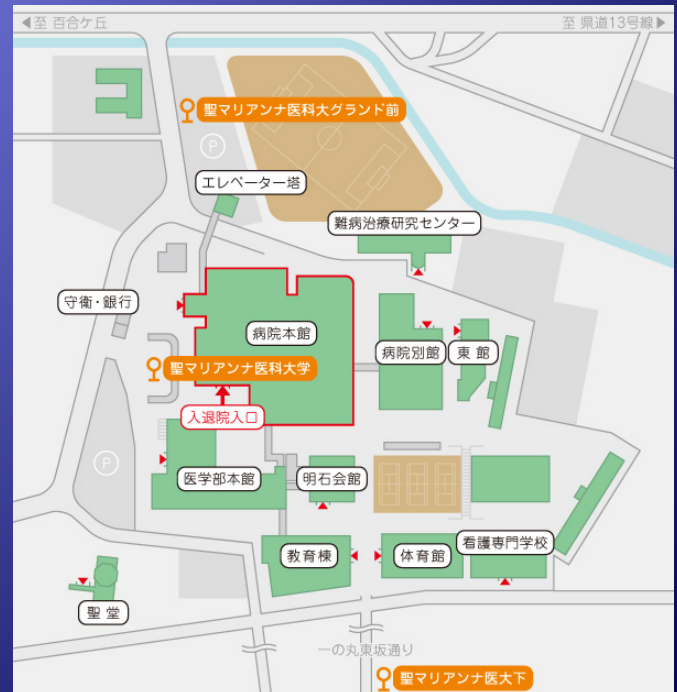 ◀至 百合ケ丘
至 県道13号線▶
聖マリアンナ医科大グランド前
P
エレベーター塔
難病治療研究センター
守衛・銀行
病院本館
病院別館
東館
聖マリアンナ医科大学
入退院入口
P
医学部本館
明石会館
教育棟
体育館
看護専門学校
聖堂
一の丸東坂通り
聖マリアンナ医大下